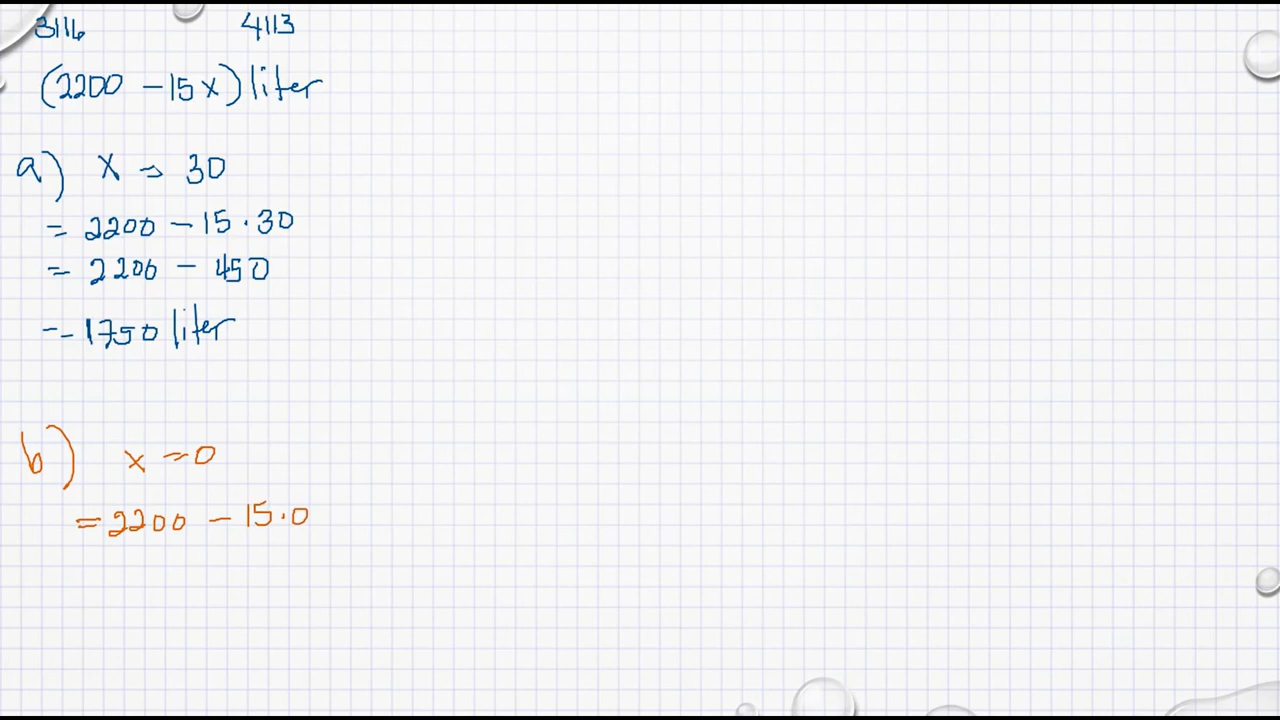 3116 4113
(2200 - 15x) liter
a) x = 30
= 2200 - 15 · 30
= 2200 - 450
= 1750 liter
b) x = 0
= 2200 - 15 · 0